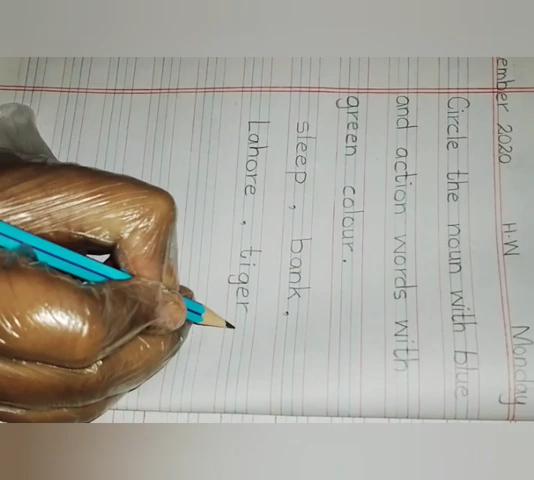 ember 2020 H.W Monday
Circle the noun with blue
and action words with
green colour.
sleep, bank,
Lahore, tiger